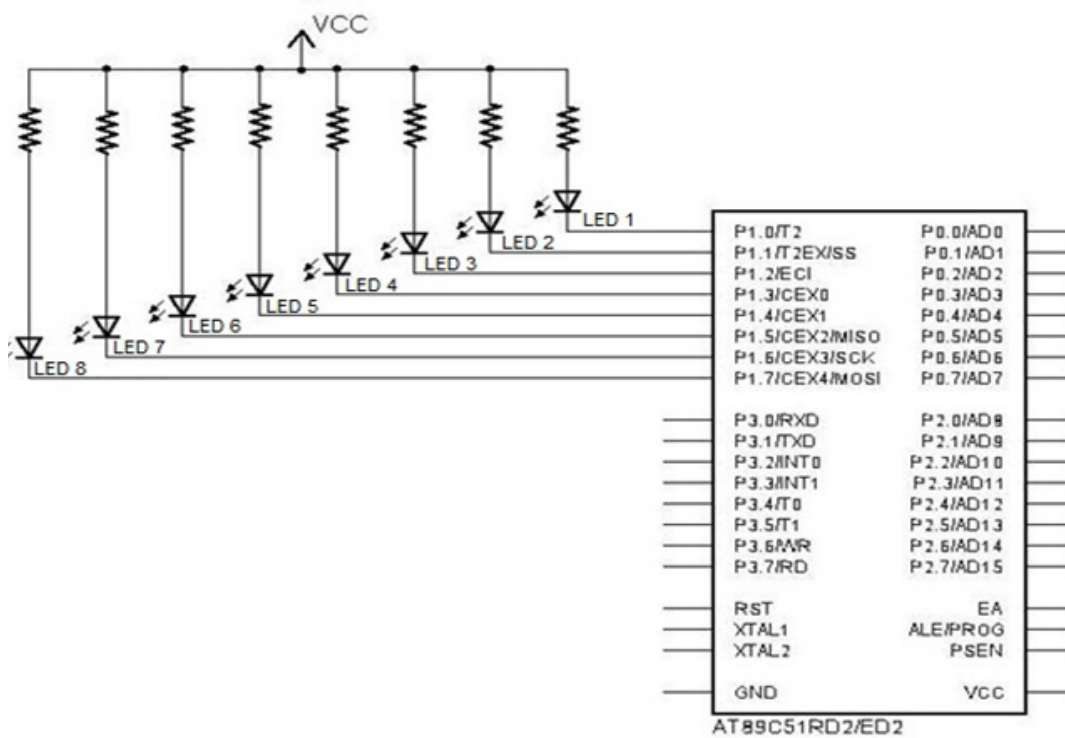 VCC
LED 1
LED 2
LED 3
LED 4
LED 5
LED 6
LED 7
LED 8
P1.0/T2 P0.0/AD0
P1.1/T2EX/SS P0.1/AD1
P1.2/ECI P0.2/AD2
P1.3/CEX0 P0.3/AD3
P1.4/CEX1 P0.4/AD4
P1.5/CEX2/MISO P0.5/AD5
P1.6/CEX3/SCK P0.6/AD6
P1.7/CEX4/MOSI P0.7/AD7
P3.0/RXD P2.0/AD8
P3.1/TXD P2.1/AD9
P3.2/INT0 P2.2/AD10
P3.3/INT1 P2.3/AD11
P3.4/T0 P2.4/AD12
P3.5/T1 P2.5/AD13
P3.6/WR P2.6/AD14
P3.7/RD P2.7/AD15
RST EA
XTAL1 ALE/PROG
XTAL2 PSEN
GND VCC
AT89C51RD2/ED2